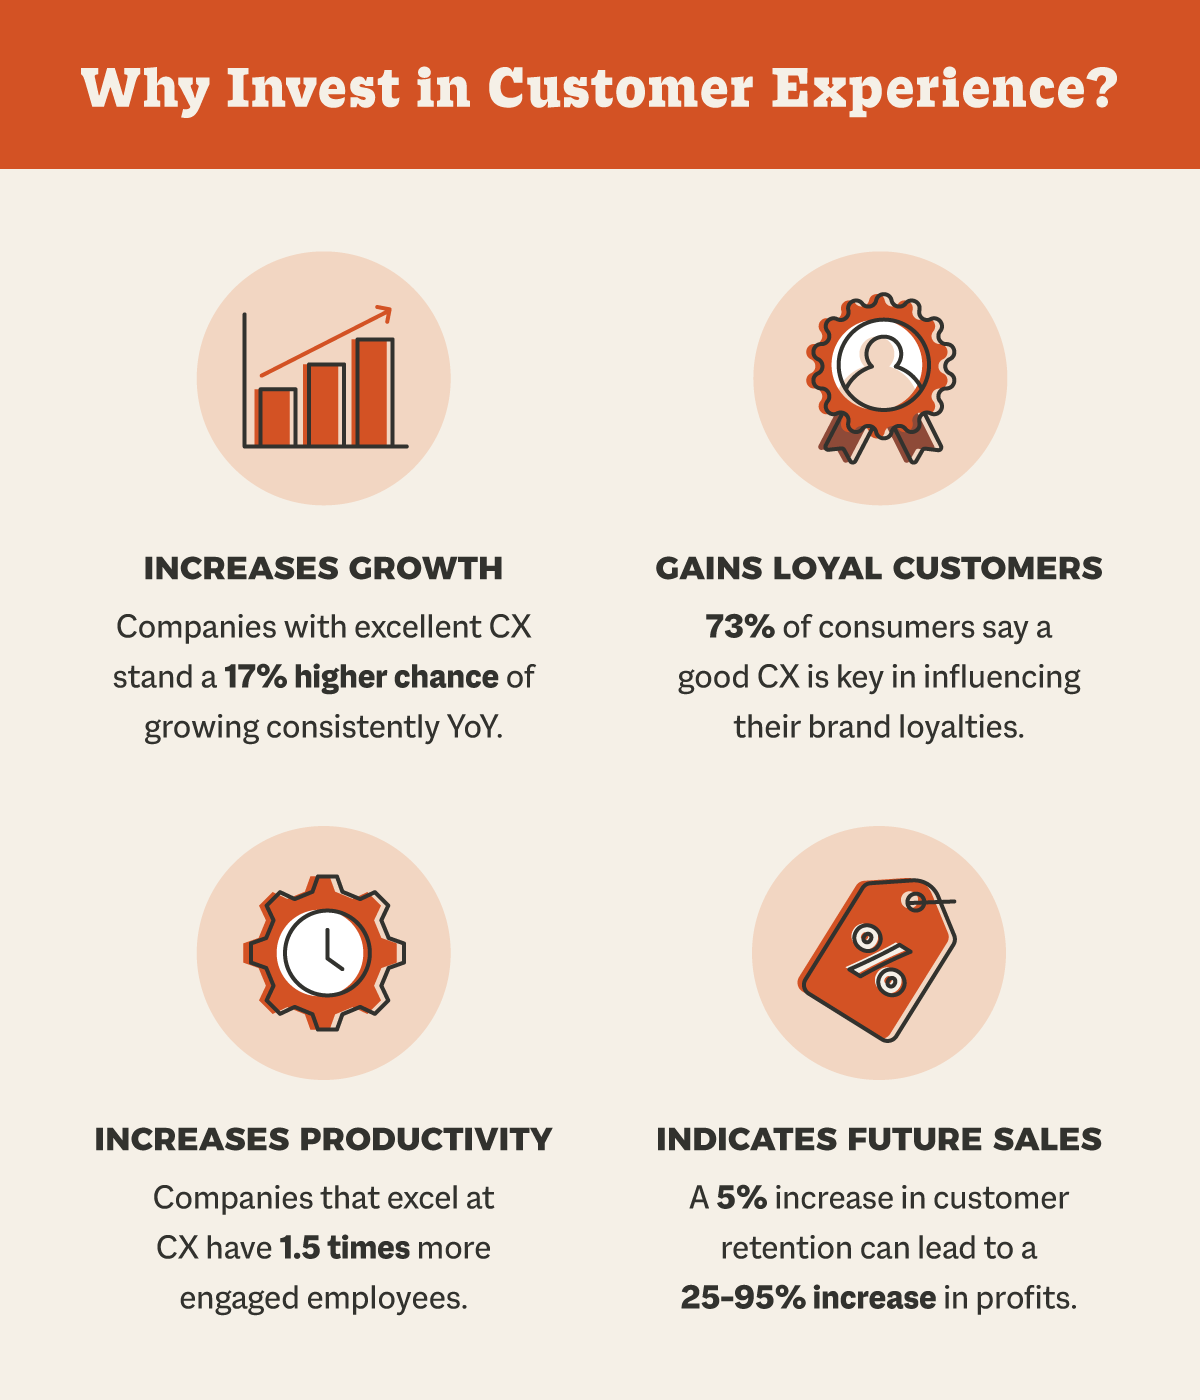 Why Invest in Customer Experience?
INCREASES GROWTH
Companies with excellent CX
stand a 17% higher chance of
growing consistently YoY.
GAINS LOYAL CUSTOMERS
73% of consumers say a
good CX is key in influencing
their brand loyalties.
INCREASES PRODUCTIVITY
Companies that excel at
CX have 1.5 times more
engaged employees.
%
INDICATES FUTURE SALES
A 5% increase in customer
retention can lead to a
25–95% increase in profits.